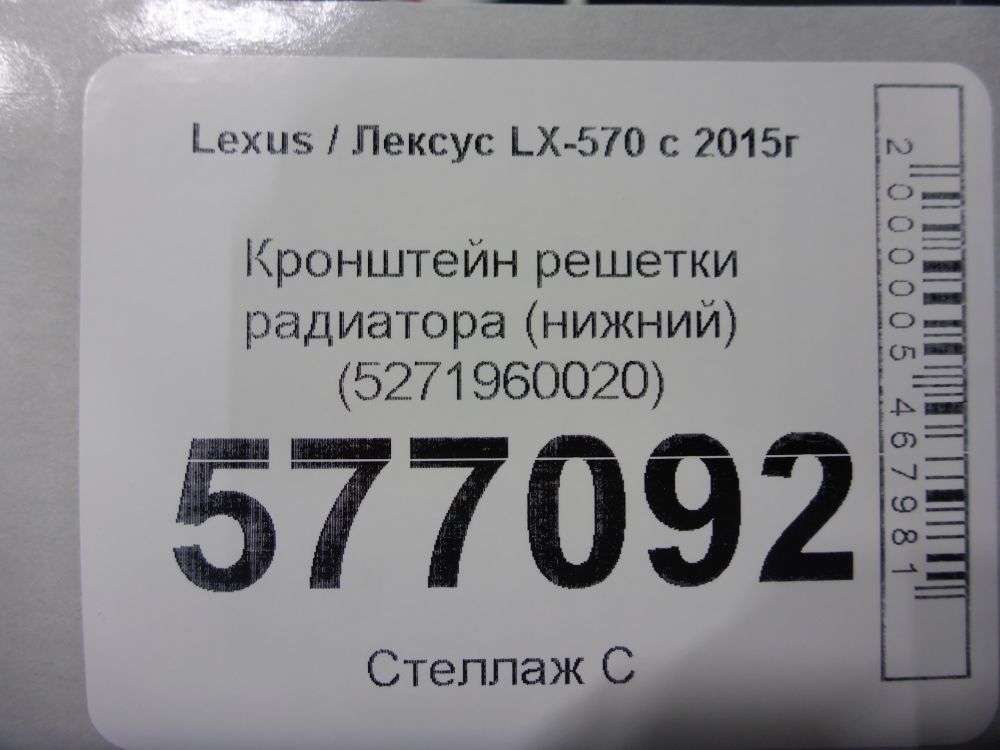 Lexus / Лексус LX-570 с 2015г
Кронштейн решетки
радиатора (нижний)
(5271960020)
577092
Стеллаж С
2000005467981